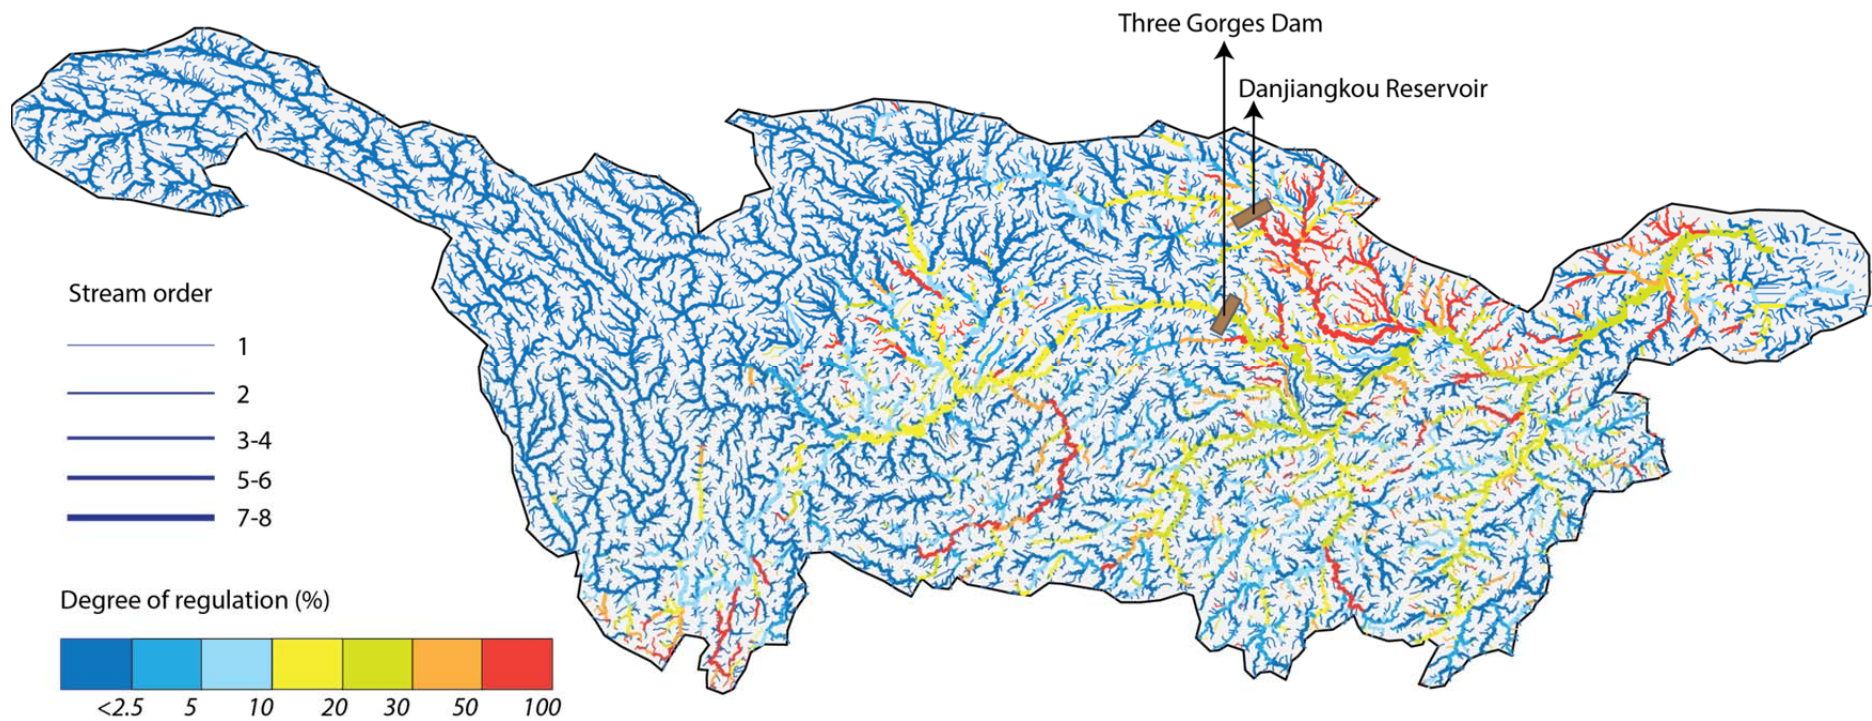 Three Gorges Dam
Danjiangkou Reservoir
Stream order
1
2
3-4
5-6
7-8
Degree of regulation (%)
<2.5 5 10 20 30 50 100